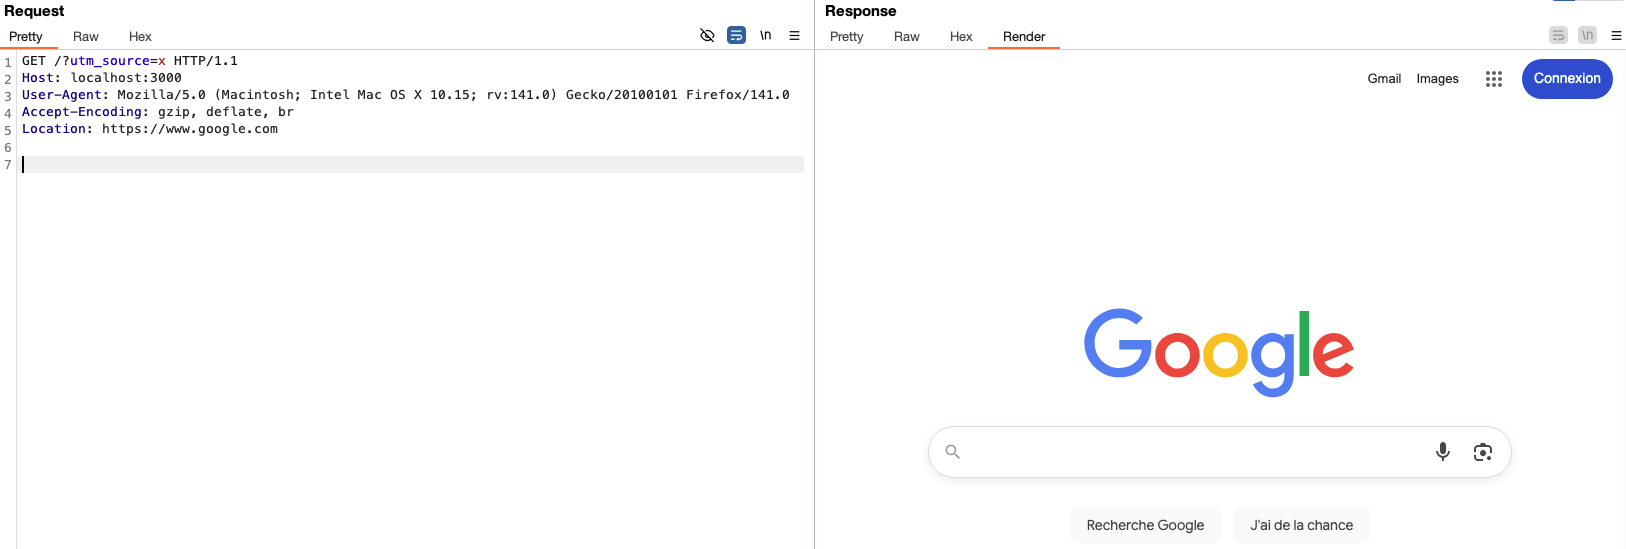 Request
Pretty Raw Hex \n
1 GET /?utm_source=x HTTP/1.1
2 Host: localhost:3000
3 User-Agent: Mozilla/5.0 (Macintosh; Intel Mac OS X 10.15; rv:141.0) Gecko/20100101 Firefox/141.0
4 Accept-Encoding: gzip, deflate, br
5 Location: https://www.google.com
6
7
Response
Pretty Raw Hex Render \n
Gmail Images Connexion
Google
Recherche Google J'ai de la chance